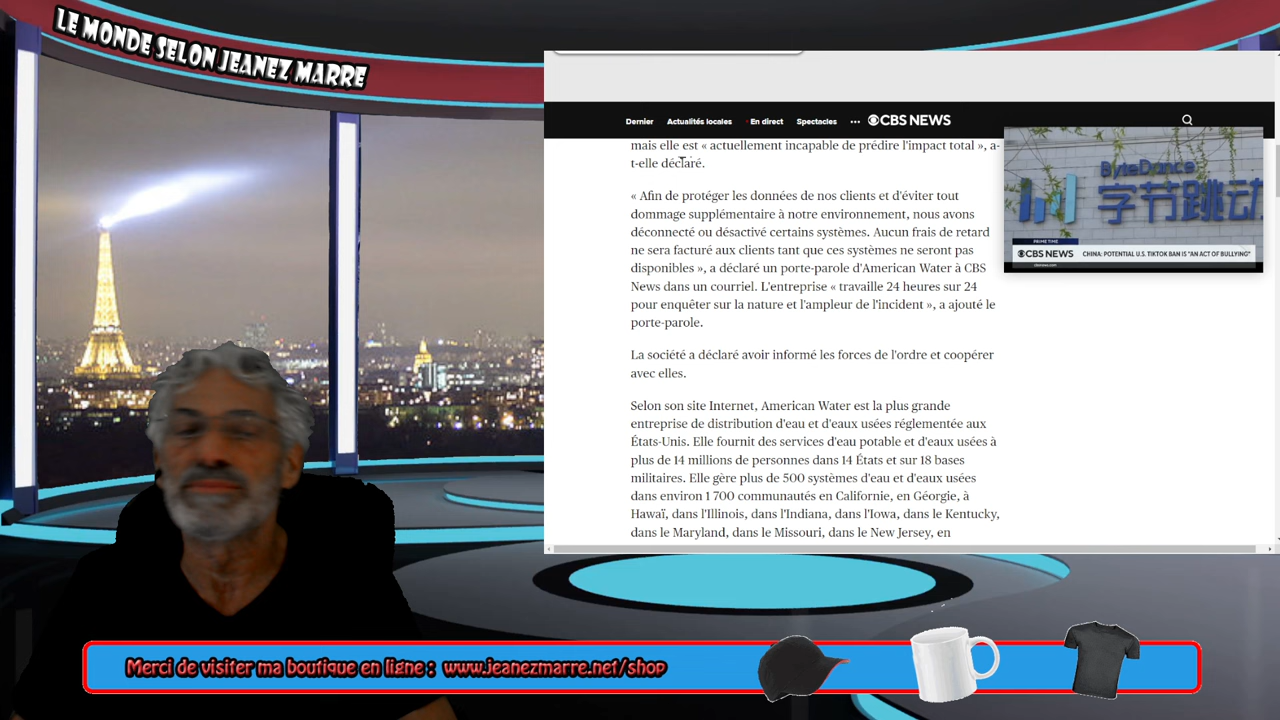 LE MONDE SELON JEANEZ MARRE
Dernier Actualités locales En direct Spectacles ••• CBS NEWS
mais elle est « actuellement incapable de prédire l'impact total », a-
t-elle déclaré.
« Afin de protéger les données de nos clients et d'éviter tout
dommage supplémentaire à notre environnement, nous avons
déconnecté ou désactivé certains systèmes. Aucun frais de retard
ne sera facturé aux clients tant que ces systèmes ne seront pas
disponibles », a déclaré un porte-parole d'American Water à CBS
News dans un courriel. L'entreprise « travaille 24 heures sur 24
pour enquêter sur la nature et l'ampleur de l'incident », a ajouté le
porte-parole.
La société a déclaré avoir informé les forces de l'ordre et coopérer
avec elles.
Selon son site Internet, American Water est la plus grande
entreprise de distribution d'eau et d'eaux usées réglementée aux
États-Unis. Elle fournit des services d'eau potable et d'eaux usées à
plus de 14 millions de personnes dans 14 États et sur 18 bases
militaires. Elle gère plus de 500 systèmes d'eau et d'eaux usées
dans environ 1 700 communautés en Californie, en Géorgie, à
Hawaï, dans l'Illinois, dans l'Indiana, dans l'Iowa, dans le Kentucky,
dans le Maryland, dans le Missouri, dans le New Jersey, en
ByteDance
字节跳动
PRIME TIME
CBS NEWS CHINA: POTENTIAL U.S. TIKTOK BAN IS "AN ACT OF BULLYING"
cbsnews.com
Merci de visiter ma boutique en ligne : www.jeanezmarre.net/shop